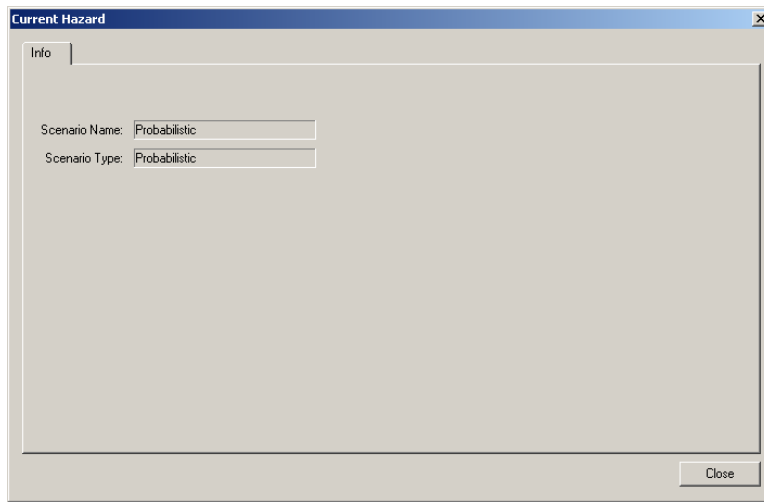 Current Hazard
Info
Scenario Name: Probabilistic
Scenario Type: Probabilistic
Close